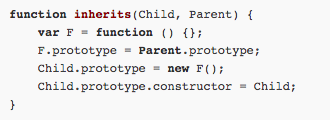 function inherits(Child, Parent) {
    var F = function () {};
    F.prototype = Parent.prototype;
    Child.prototype = new F();
    Child.prototype.constructor = Child;
}